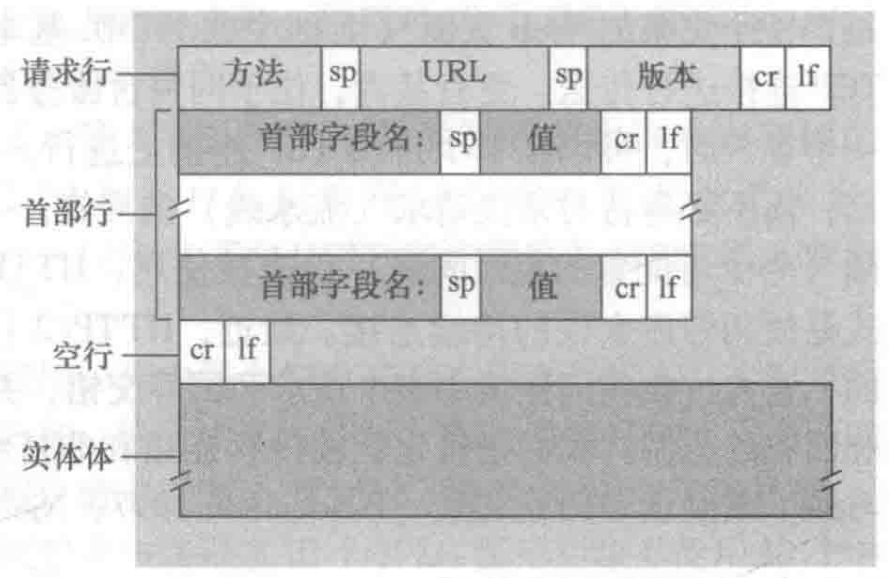 请求行 方法 sp URL sp 版本 cr lf
首部字段名: sp 值 cr lf
首部行
首部字段名: sp 值 cr lf
空行 cr lf
实体体